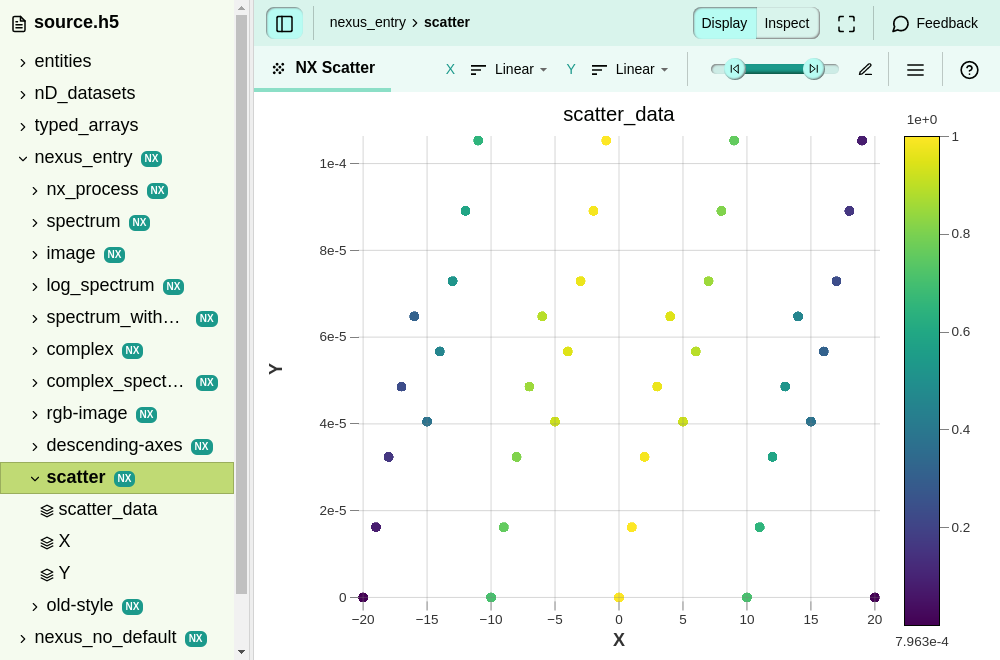 source.h5
entities
nD_datasets
typed_arrays
nexus_entry NX
nx_process NX
spectrum NX
image NX
log_spectrum NX
spectrum_with… NX
complex NX
complex_spect… NX
rgb-image NX
descending-axes NX
scatter NX
scatter_data
X
Y
old-style NX
nexus_no_default NX
nexus_entry › scatter
Display Inspect Feedback
NX Scatter X Linear Y Linear
scatter_data
1e+0
1
0.8
0.6
0.4
0.2
7.963e-4
Y
1e-4
8e-5
6e-5
4e-5
2e-5
0
−20 −15 −10 −5 0 5 10 15 20
X